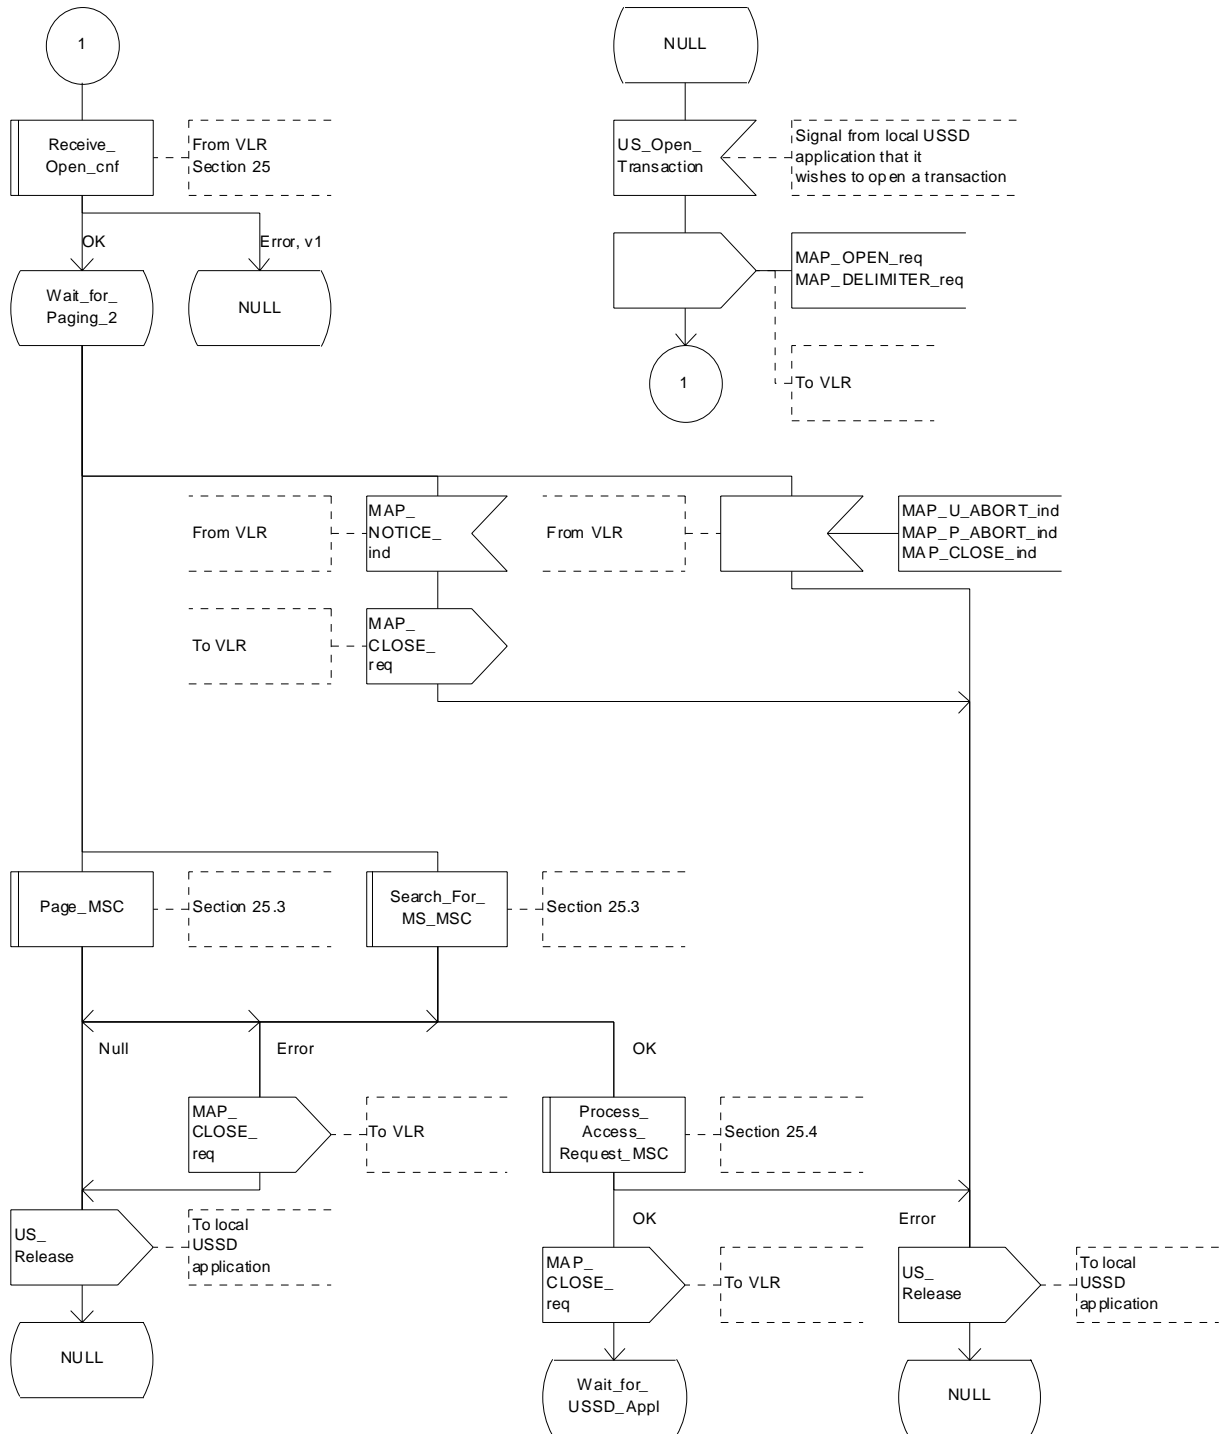 1
NULL
Receive_
Open_cnf
From VLR
Section 25
US_Open_
Transaction
Signal from local USSD
application that it
wishes to open a transaction
OK
Error, v1
MAP_OPEN_req
MAP_DELIMITER_req
Wait_for_
Paging_2
NULL
1
To VLR
From VLR
MAP_
NOTICE_
ind
From VLR
MAP_U_ABORT_ind
MAP_P_ABORT_ind
MAP_CLOSE_ind
To VLR
MAP_
CLOSE_
req
Page_MSC
Section 25.3
Search_For_
MS_MSC
Section 25.3
Null
Error
OK
MAP_
CLOSE_
req
To VLR
Process_
Access_
Request_MSC
Section 25.4
US_
Release
To local
USSD
application
OK
Error
MAP_
CLOSE_
req
To VLR
US_
Release
To local
USSD
application
NULL
Wait_for_
USSD_Appl
NULL